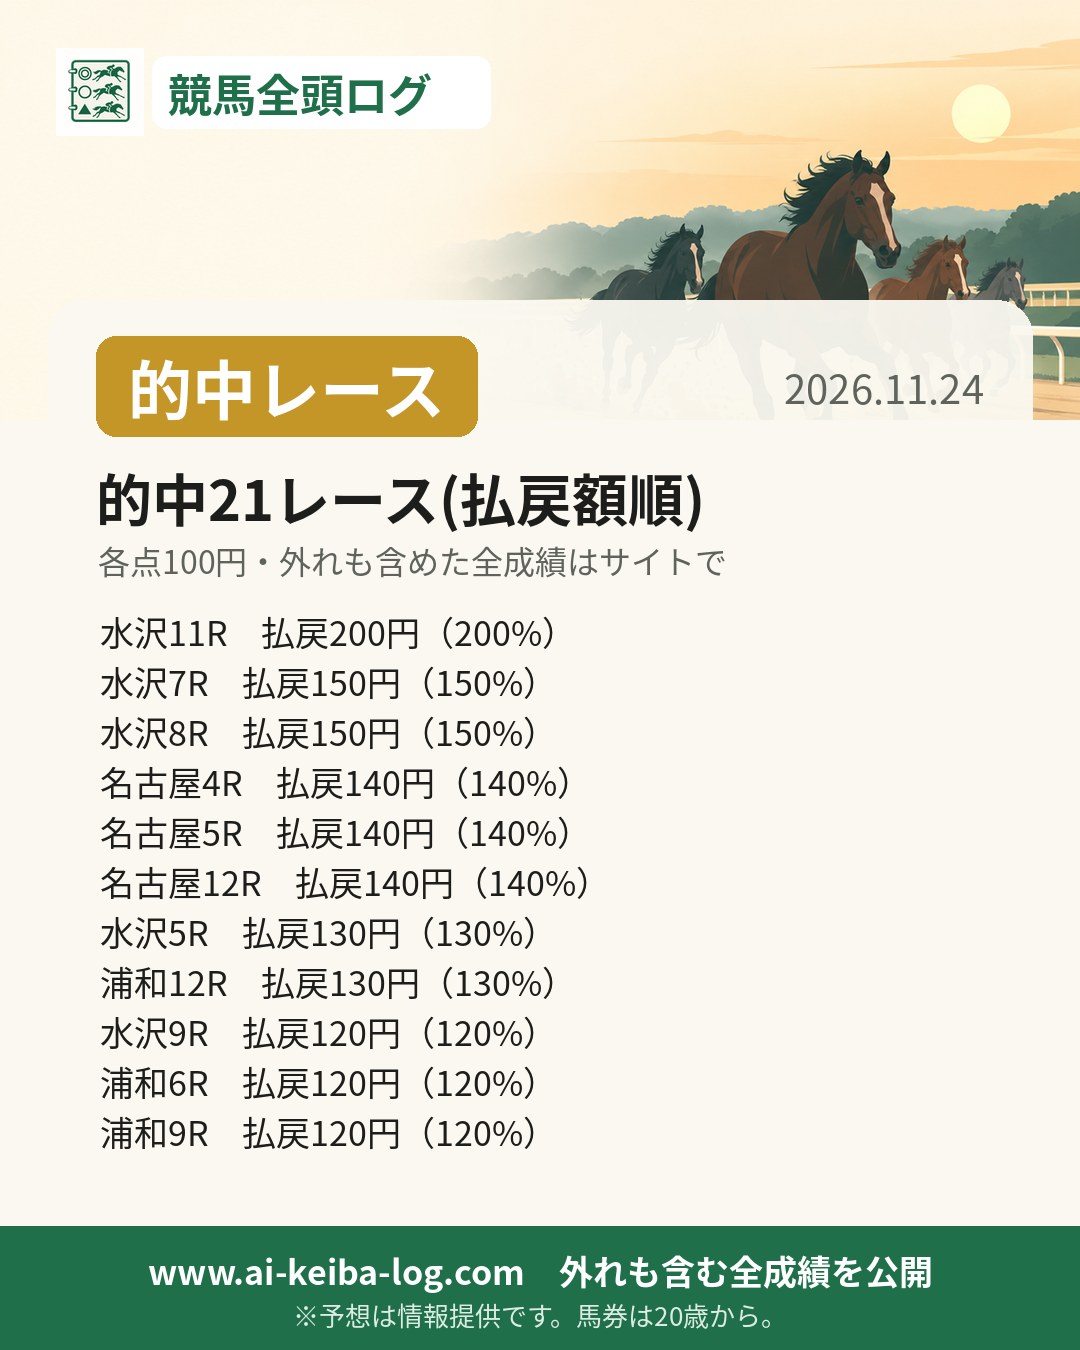 競馬全頭ログ
的中レース
2026.11.24
的中21レース(払戻額順)
各点100円・外れも含めた全成績はサイトで
水沢11R　払戻200円（200%）
水沢7R　払戻150円（150%）
水沢8R　払戻150円（150%）
名古屋4R　払戻140円（140%）
名古屋5R　払戻140円（140%）
名古屋12R　払戻140円（140%）
水沢5R　払戻130円（130%）
浦和12R　払戻130円（130%）
水沢9R　払戻120円（120%）
浦和6R　払戻120円（120%）
浦和9R　払戻120円（120%）
www.ai-keiba-log.com　外れも含む全成績を公開
※予想は情報提供です。馬券は20歳から。